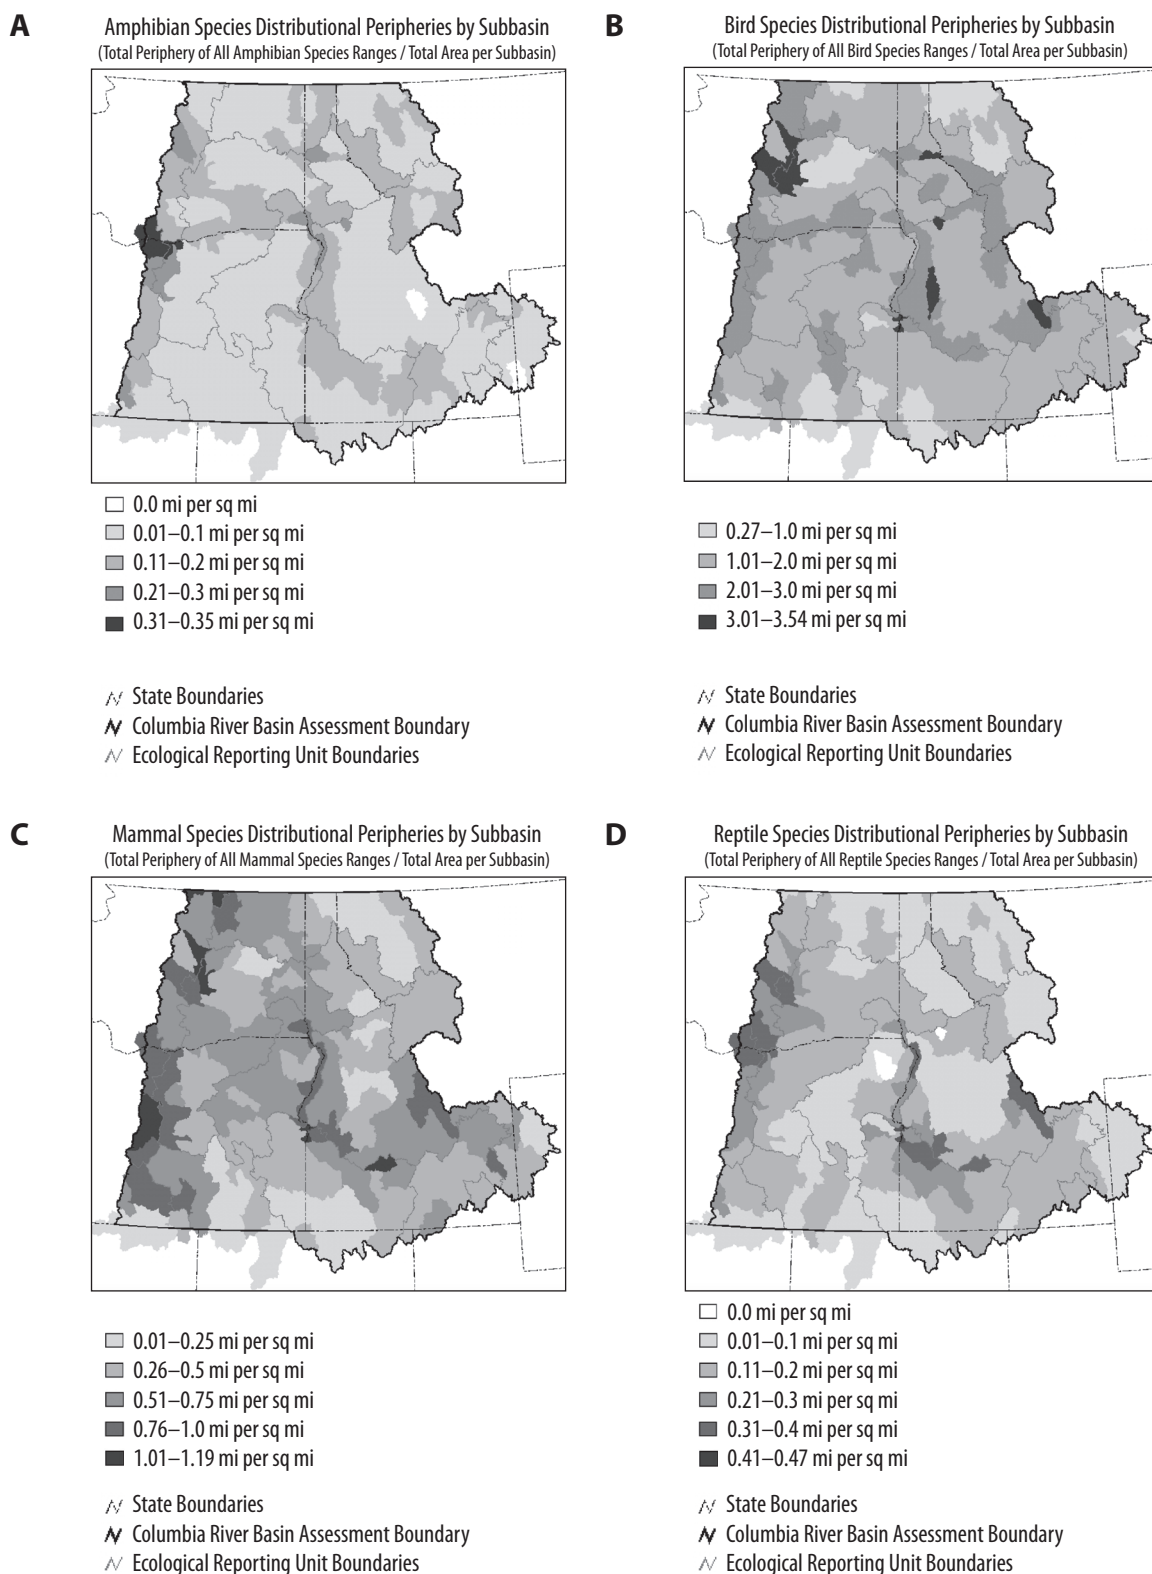 A
Amphibian Species Distributional Peripheries by Subbasin
(Total Periphery of All Amphibian Species Ranges / Total Area per Subbasin)
0.0 mi per sq mi
0.01–0.1 mi per sq mi
0.11–0.2 mi per sq mi
0.21–0.3 mi per sq mi
0.31–0.35 mi per sq mi
State Boundaries
Columbia River Basin Assessment Boundary
Ecological Reporting Unit Boundaries
B
Bird Species Distributional Peripheries by Subbasin
(Total Periphery of All Bird Species Ranges / Total Area per Subbasin)
0.27–1.0 mi per sq mi
1.01–2.0 mi per sq mi
2.01–3.0 mi per sq mi
3.01–3.54 mi per sq mi
State Boundaries
Columbia River Basin Assessment Boundary
Ecological Reporting Unit Boundaries
C
Mammal Species Distributional Peripheries by Subbasin
(Total Periphery of All Mammal Species Ranges / Total Area per Subbasin)
0.01–0.25 mi per sq mi
0.26–0.5 mi per sq mi
0.51–0.75 mi per sq mi
0.76–1.0 mi per sq mi
1.01–1.19 mi per sq mi
State Boundaries
Columbia River Basin Assessment Boundary
Ecological Reporting Unit Boundaries
D
Reptile Species Distributional Peripheries by Subbasin
(Total Periphery of All Reptile Species Ranges / Total Area per Subbasin)
0.0 mi per sq mi
0.01–0.1 mi per sq mi
0.11–0.2 mi per sq mi
0.21–0.3 mi per sq mi
0.31–0.4 mi per sq mi
0.41–0.47 mi per sq mi
State Boundaries
Columbia River Basin Assessment Boundary
Ecological Reporting Unit Boundaries